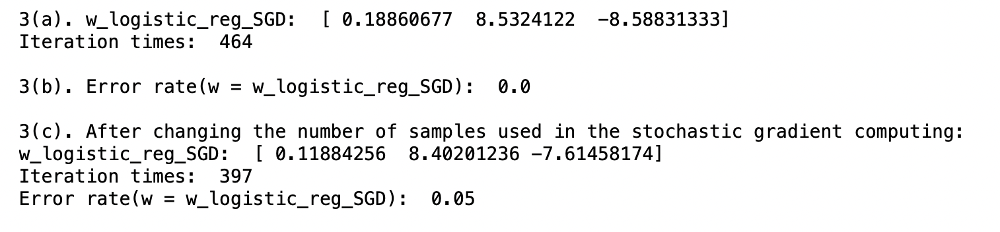 3(a). w_logistic_reg_SGD:  [ 0.18860677  8.5324122  -8.58831333]
Iteration times:  464
3(b). Error rate(w = w_logistic_reg_SGD):  0.0
3(c). After changing the number of samples used in the stochastic gradient computing:
w_logistic_reg_SGD:  [ 0.11884256  8.40201236 -7.61458174]
Iteration times:  397
Error rate(w = w_logistic_reg_SGD):  0.05